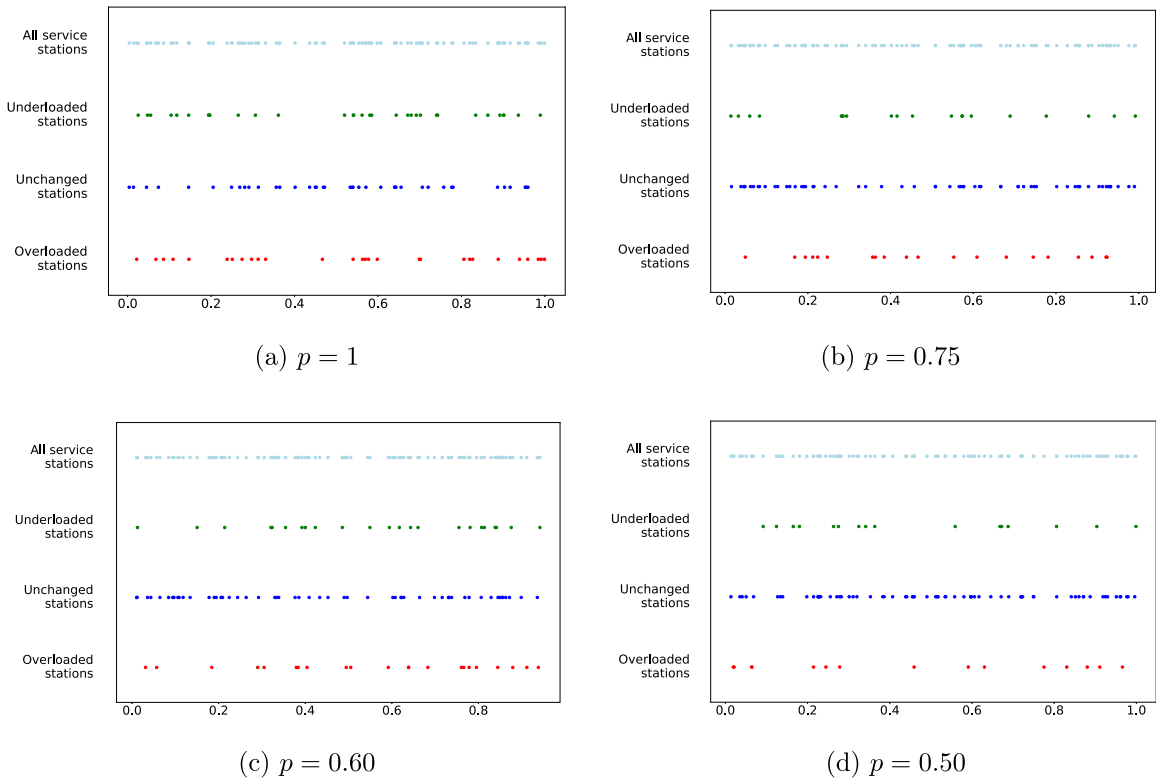 All service
stations
Underloaded
stations
Unchanged
stations
Overloaded
stations
0.0 0.2 0.4 0.6 0.8 1.0
(a) p = 1
All service
stations
Underloaded
stations
Unchanged
stations
Overloaded
stations
0.0 0.2 0.4 0.6 0.8 1.0
(b) p = 0.75
All service
stations
Underloaded
stations
Unchanged
stations
Overloaded
stations
0.0 0.2 0.4 0.6 0.8
(c) p = 0.60
All service
stations
Underloaded
stations
Unchanged
stations
Overloaded
stations
0.0 0.2 0.4 0.6 0.8 1.0
(d) p = 0.50